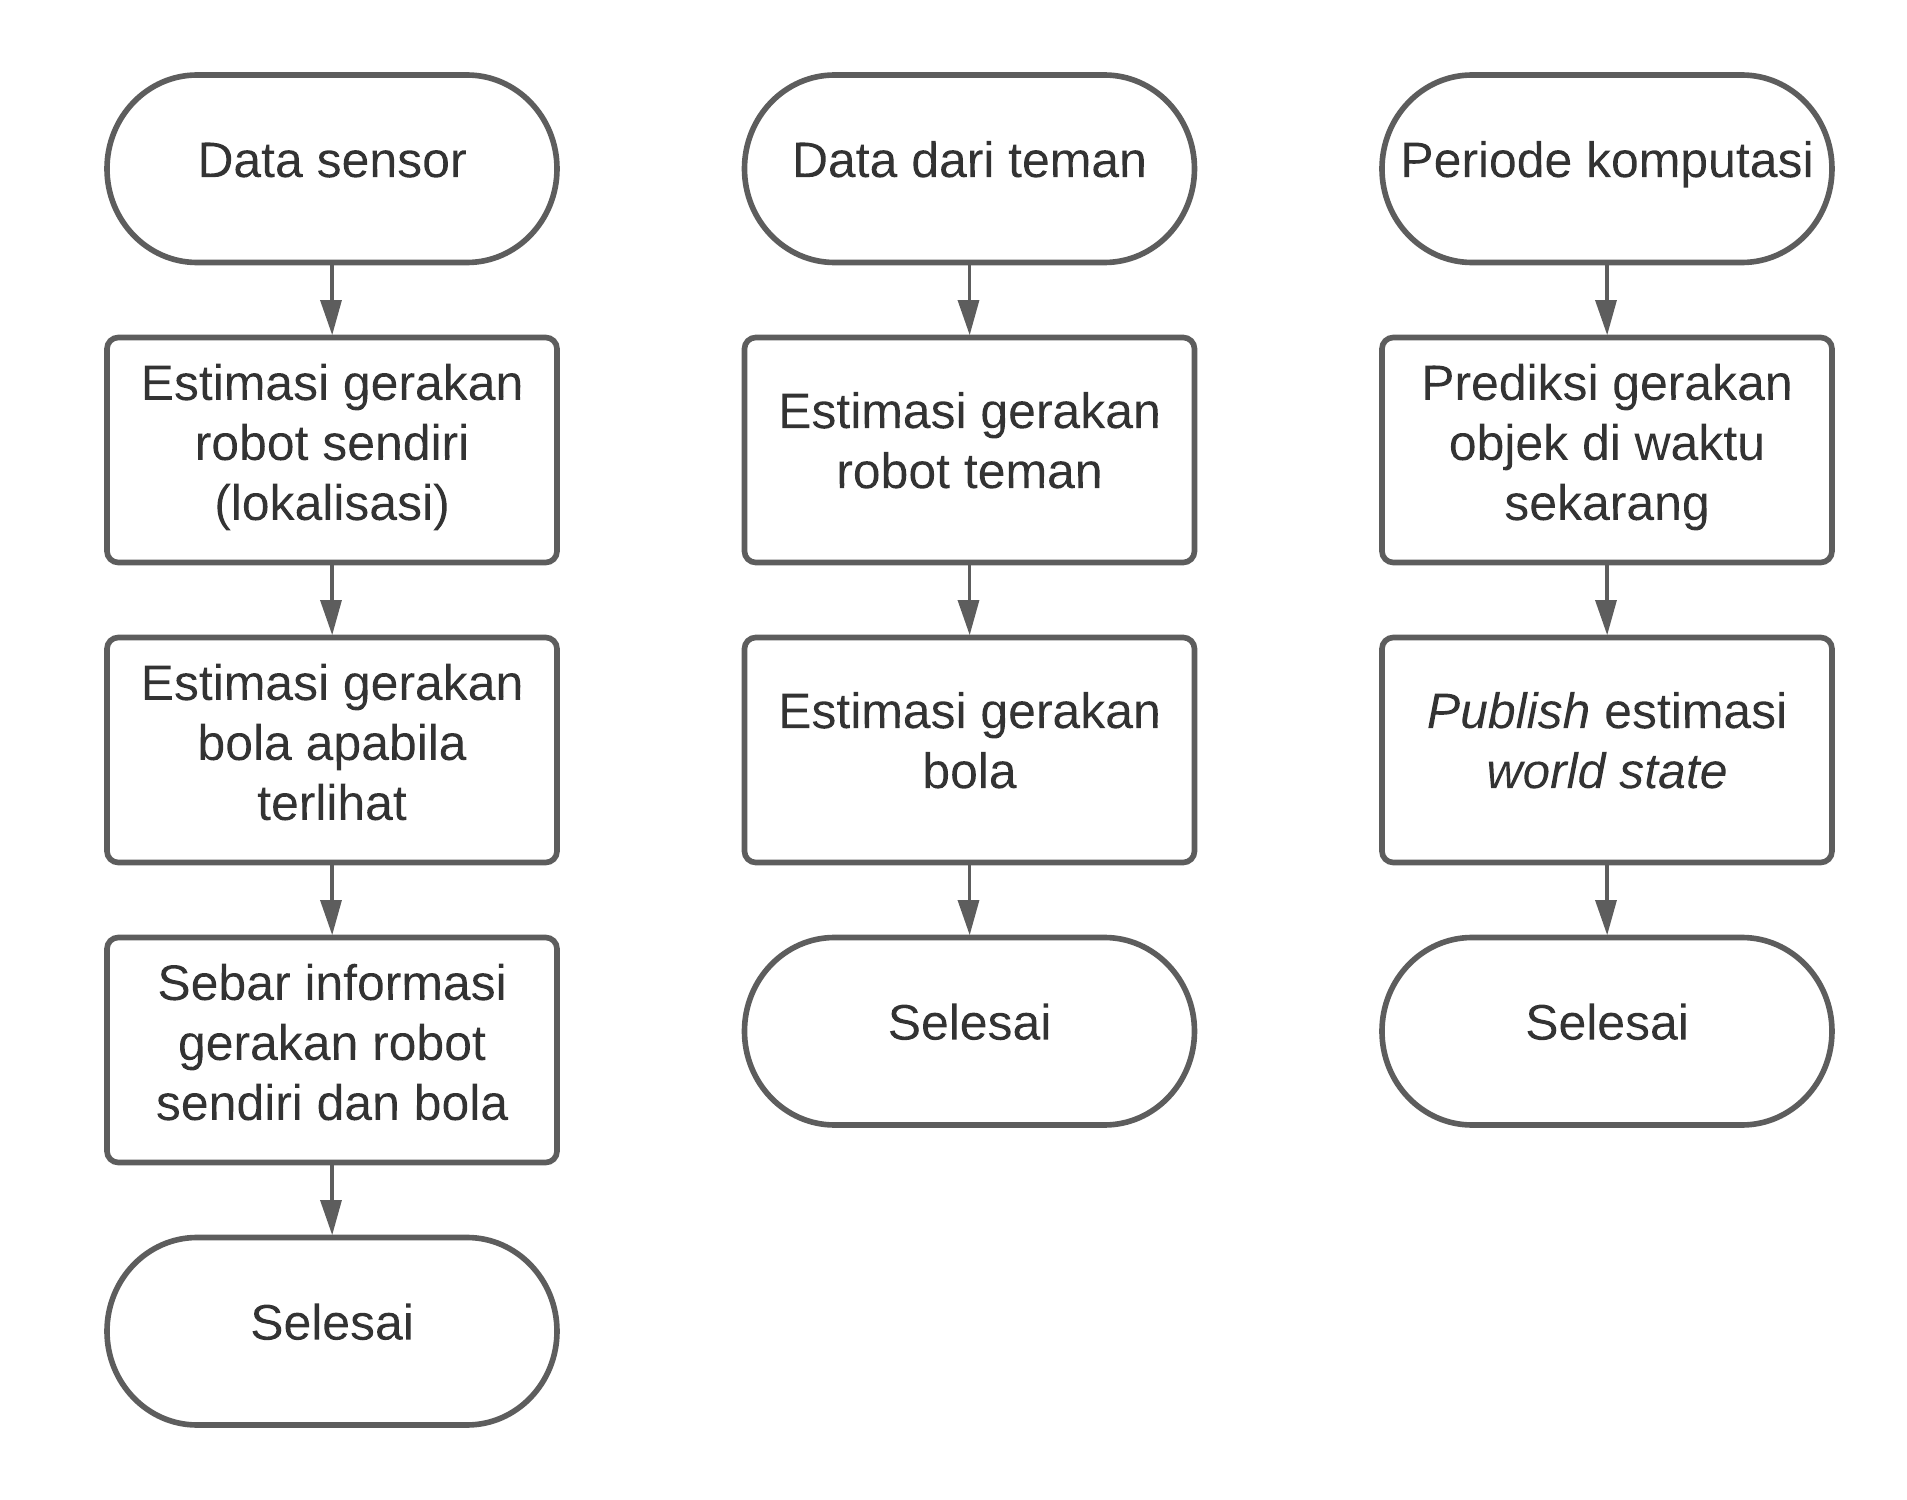 Data sensor
Estimasi gerakan
robot sendiri
(lokalisasi)
Estimasi gerakan
bola apabila
terlihat
Sebar informasi
gerakan robot
sendiri dan bola
Selesai
Data dari teman
Estimasi gerakan
robot teman
Estimasi gerakan
bola
Selesai
Periode komputasi
Prediksi gerakan
objek di waktu
sekarang
Publish estimasi
world state
Selesai